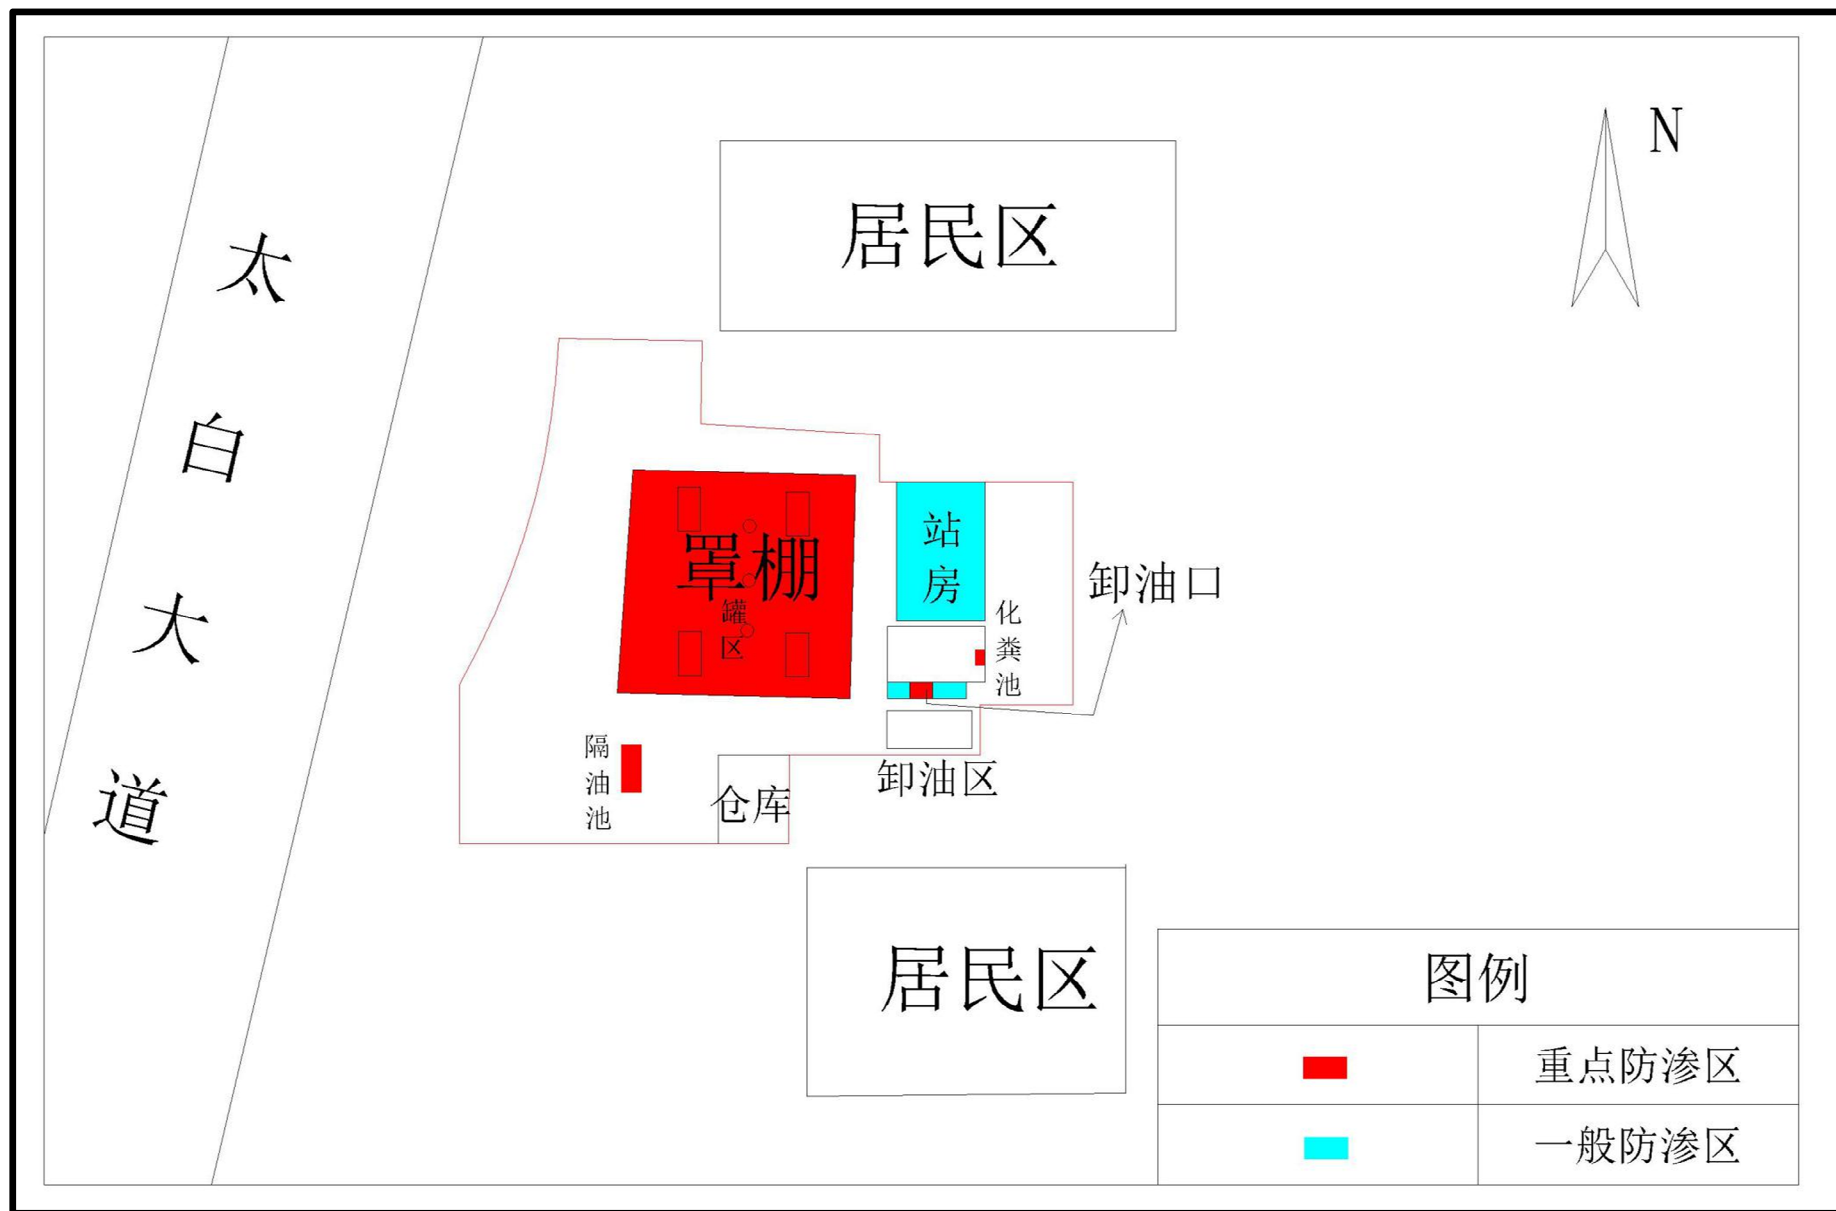 N
居民区
太白大道
罩棚
罐区
站房
卸油口
化粪池
隔油池
仓库
卸油区
居民区
图例
重点防渗区
一般防渗区